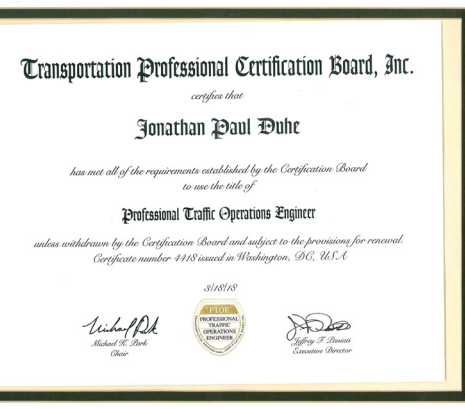 Transportation Professional Certification Board, Inc.
certifies that
Jonathan Paul Duhe
has met all of the requirements established by the Certification Board
to use the title of
Professional Traffic Operations Engineer
unless withdrawn by the Certification Board and subject to the provisions for renewal.
Certificate number 4418 issued in Washington, DC, USA
3/18/18
PTOE
PROFESSIONAL
TRAFFIC
OPERATIONS
ENGINEER
Michael K. Park
Chair
Jeffrey F. Paniati
Executive Director